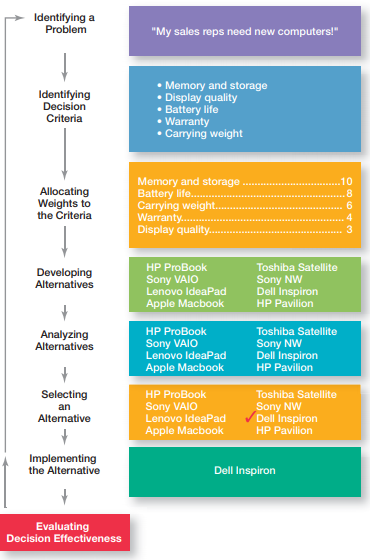 Identifying a
Problem
"My sales reps need new computers!"
Identifying
Decision
Criteria
• Memory and storage
• Display quality
• Battery life
• Warranty
• Carrying weight
Allocating
Weights to
the Criteria
Memory and storage ..................................10
Battery life..................................................... 8
Carrying weight............................................ 6
Warranty........................................................ 4
Display quality.............................................. 3
Developing
Alternatives
HP ProBook Toshiba Satellite
Sony VAIO Sony NW
Lenovo IdeaPad Dell Inspiron
Apple Macbook HP Pavilion
Analyzing
Alternatives
HP ProBook Toshiba Satellite
Sony VAIO Sony NW
Lenovo IdeaPad Dell Inspiron
Apple Macbook HP Pavilion
Selecting
an
Alternative
HP ProBook Toshiba Satellite
Sony VAIO Sony NW
Lenovo IdeaPad ✓Dell Inspiron
Apple Macbook HP Pavilion
Implementing
the Alternative
Dell Inspiron
Evaluating
Decision Effectiveness